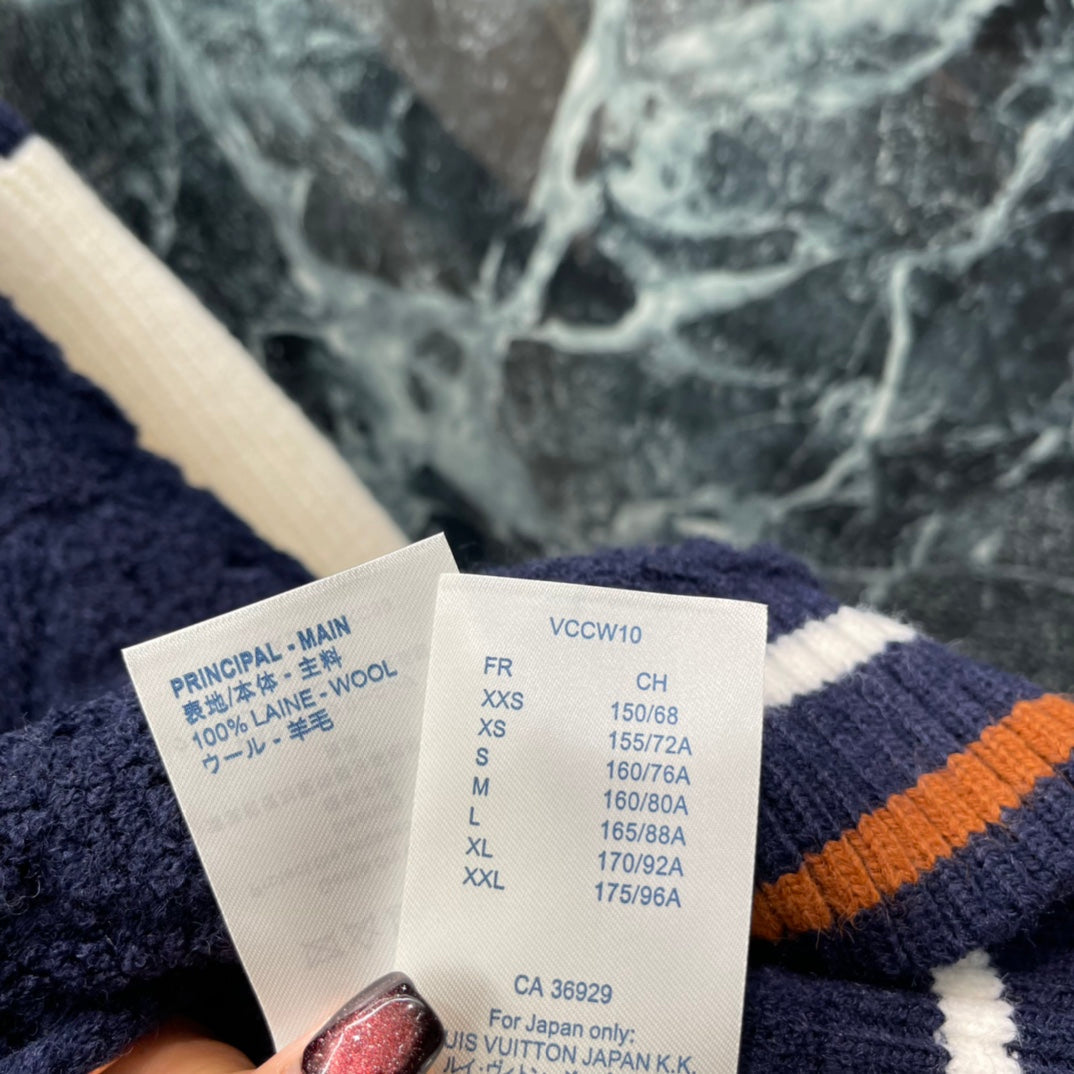 PRINCIPAL - MAIN
表地/本体 - 主料
100% LAINE - WOOL
ウール - 羊毛
VCCW10
FR CH
XXS 150/68
XS 155/72A
S 160/76A
M 160/80A
L 165/88A
XL 170/92A
XXL 175/96A
CA 36929
For Japan only:
VUITTON JAPAN K.K.